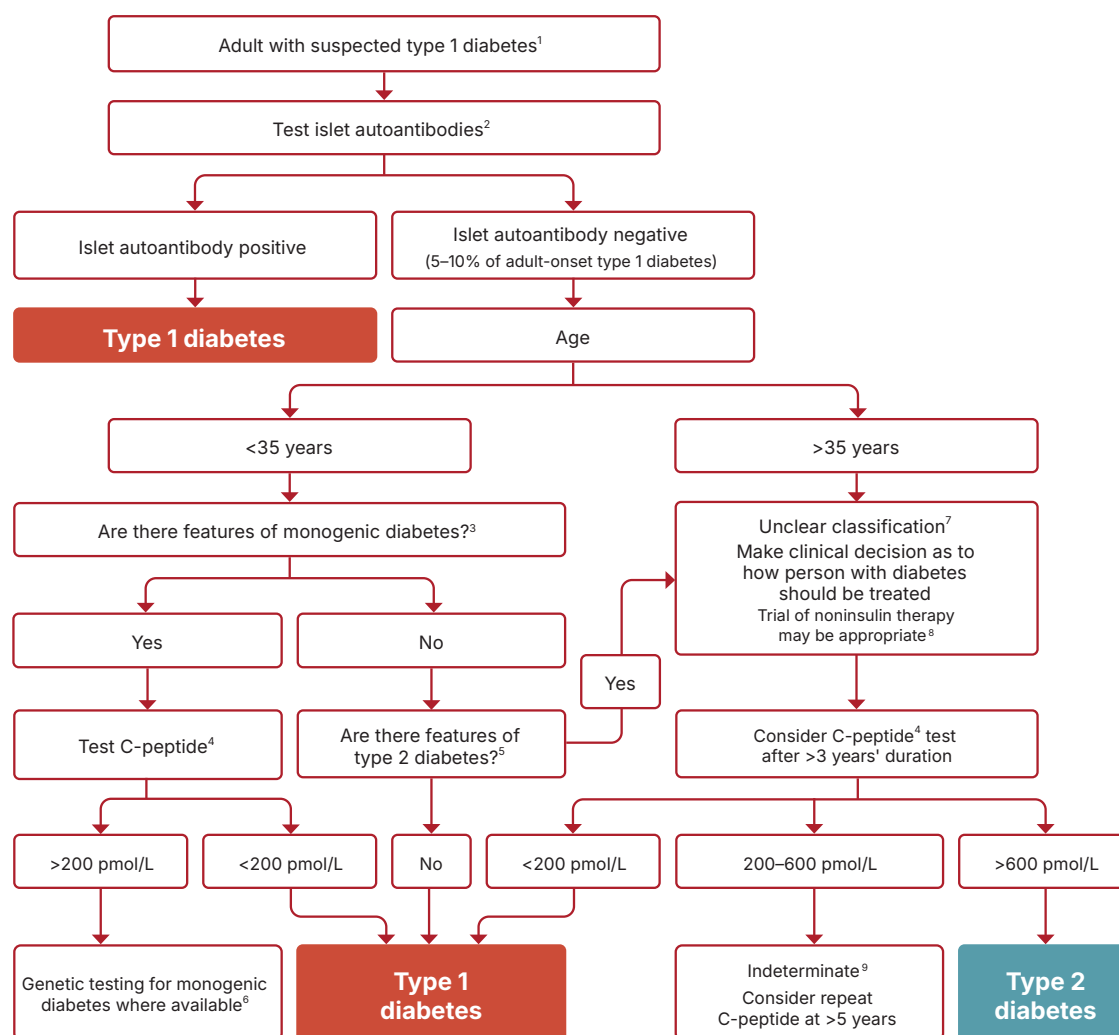 Adult with suspected type 1 diabetes¹
Test islet autoantibodies²
Islet autoantibody positive
Islet autoantibody negative
(5–10% of adult-onset type 1 diabetes)
Type 1 diabetes
Age
<35 years
>35 years
Are there features of monogenic diabetes?³
Unclear classification⁷
Make clinical decision as to
how person with diabetes
should be treated
Trial of noninsulin therapy
may be appropriate⁸
Yes
No
Yes
Test C-peptide⁴
Are there features of
type 2 diabetes?⁵
Consider C-peptide⁴ test
after >3 years' duration
>200 pmol/L
<200 pmol/L
No
<200 pmol/L
200–600 pmol/L
>600 pmol/L
Genetic testing for monogenic
diabetes where available⁶
Type 1
diabetes
Indeterminate⁹
Consider repeat
C-peptide at >5 years
Type 2
diabetes